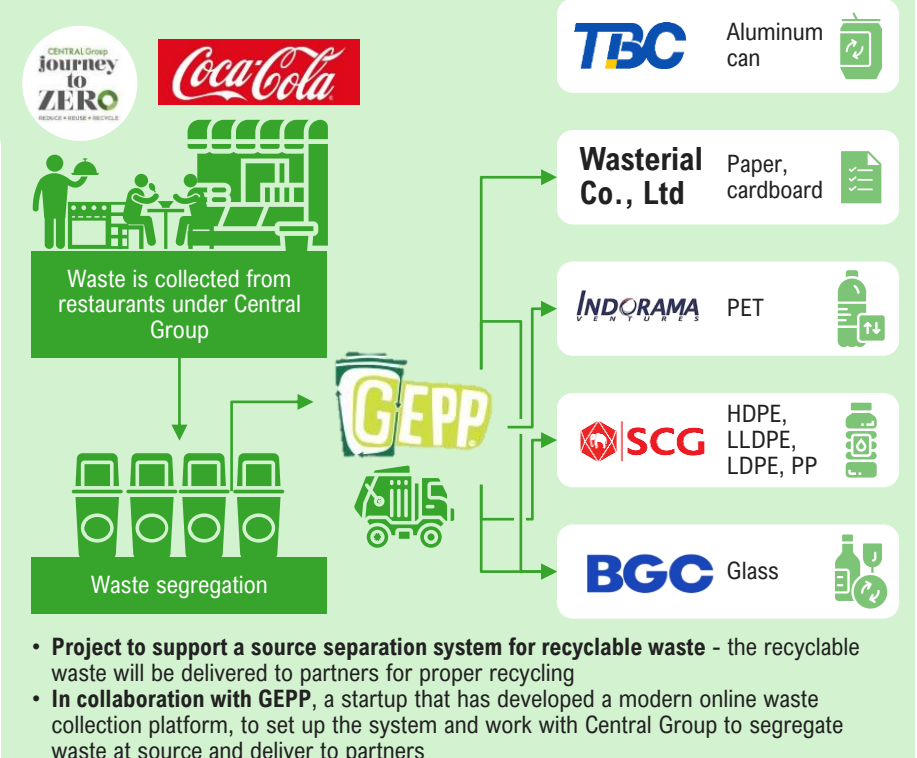 CENTRAL Group
journey
to
ZERO
REDUCE • REUSE • RECYCLE
Coca-Cola
Waste is collected from
restaurants under Central
Group
Waste segregation
GEPP
TBC
Aluminum
can
Wasterial
Co., Ltd
Paper,
cardboard
INDORAMA
VENTURES
PET
SCG
HDPE,
LLDPE,
LDPE, PP
BGC
Glass
• Project to support a source separation system for recyclable waste - the recyclable
waste will be delivered to partners for proper recycling
• In collaboration with GEPP, a startup that has developed a modern online waste
collection platform, to set up the system and work with Central Group to segregate
waste at source and deliver to partners